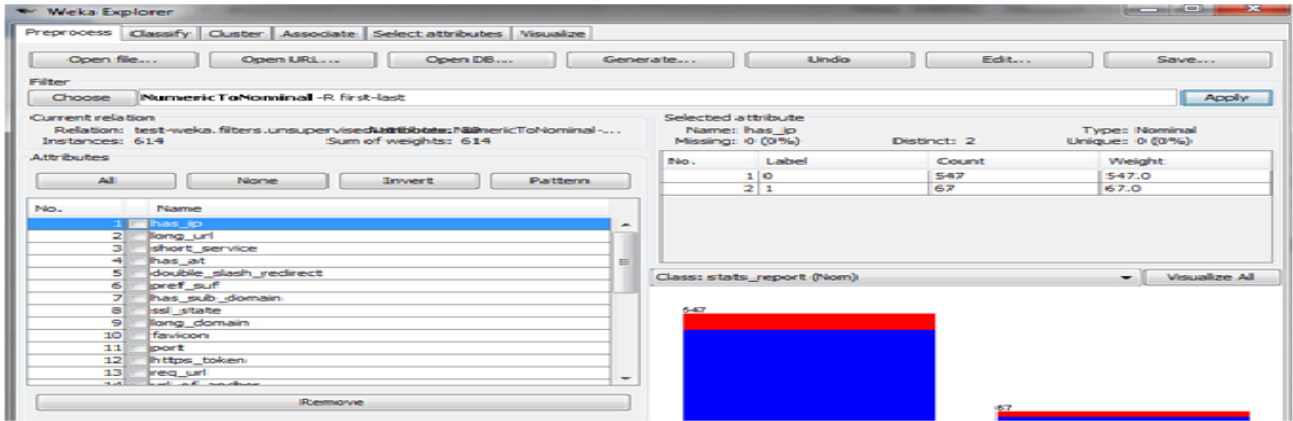 Weka Explorer
Preprocess Classify Cluster Associate Select attributes Visualize
Open file... Open URL... Open DB... Generate... Undo Edit... Save...
Filter
Choose NumericToNominal -R first-last Apply
Current relation
Relation: test-weka.filters.unsupervised NumericToNominal-...
Instances: 614 Sum of weights: 614
Selected attribute
Name: has_ip Type: Nominal
Missing: 0 (0%) Distinct: 2 Unique: 0 (0%)
No. Label Count Weight
1 0 547 547.0
2 1 67 67.0
Attributes
All None Invert Pattern
No. Name
1 has_ip
2 long_url
3 short_service
4 has_at
5 double_slash_redirect
6 pref_suf
7 has_sub_domain
8 ssl_state
9 long_domain
10 favicon
11 port
12 https_token
13 req_url
Remove
Class: stats_report (Nom) Visualize All
547
67